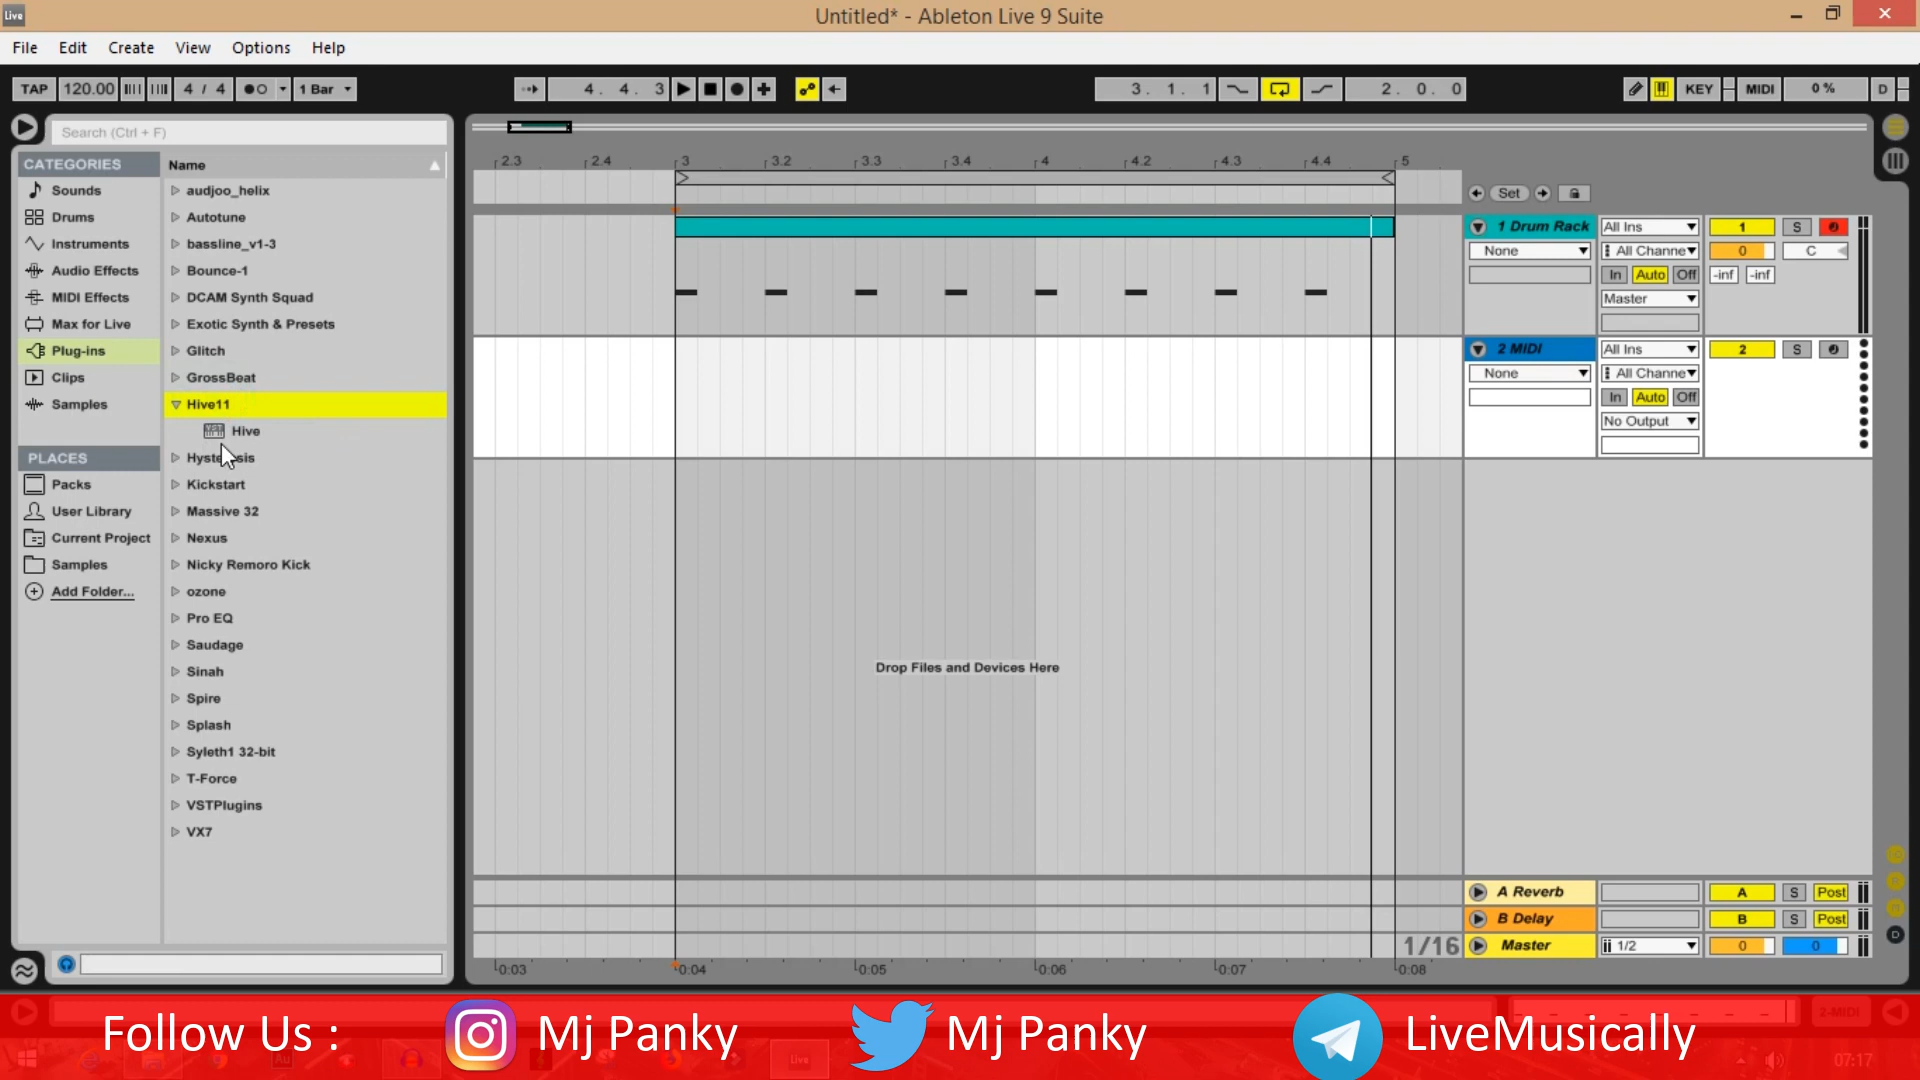 Live
Untitled* - Ableton Live 9 Suite
File Edit Create View Options Help
TAP 120.00 4 / 4 1 Bar 4. 4. 3 3. 1. 1 2. 0. 0 KEY MIDI 0 % D
Search (Ctrl + F)
CATEGORIES
Sounds
Drums
Instruments
Audio Effects
MIDI Effects
Max for Live
Plug-ins
Clips
Samples
PLACES
Packs
User Library
Current Project
Samples
Add Folder...
Name
audjoo_helix
Autotune
bassline_v1-3
Bounce-1
DCAM Synth Squad
Exotic Synth & Presets
Glitch
GrossBeat
Hive11
Hive
Kickstart
Massive 32
Nexus
Nicky Remoro Kick
ozone
Pro EQ
Saudage
Sinah
Spire
Splash
Syleth1 32-bit
T-Force
VSTPlugins
VX7
2.3 2.4 3 3.2 3.3 3.4 4 4.2 4.3 4.4 5
Set
1 Drum Rack All Ins 1 S
None All Channe 0 C
In Auto Off -inf -inf
Master
2 MIDI All Ins 2 S
None All Channe
In Auto Off
No Output
Drop Files and Devices Here
A Reverb A S Post
B Delay B S Post
1/16 Master 1/2 0 0
0:03 0:04 0:05 0:06 0:07 0:08
D
2-MIDI
Follow Us : Mj Panky Mj Panky LiveMusically
Au Live 07:17